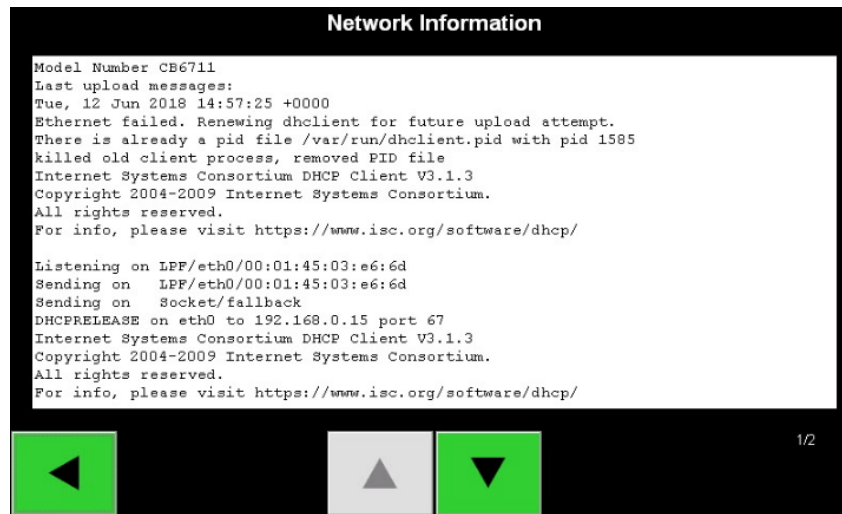 Network Information
Model Number CB6711
Last upload messages:
Tue, 12 Jun 2018 14:57:25 +0000
Ethernet failed. Renewing dhclient for future upload attempt.
There is already a pid file /var/run/dhclient.pid with pid 1585
killed old client process, removed PID file
Internet Systems Consortium DHCP Client V3.1.3
Copyright 2004-2009 Internet Systems Consortium.
All rights reserved.
For info, please visit https://www.isc.org/software/dhcp/
Listening on LPF/eth0/00:01:45:03:e6:6d
Sending on   LPF/eth0/00:01:45:03:e6:6d
Sending on   Socket/fallback
DHCPRELEASE on eth0 to 192.168.0.15 port 67
Internet Systems Consortium DHCP Client V3.1.3
Copyright 2004-2009 Internet Systems Consortium.
All rights reserved.
For info, please visit https://www.isc.org/software/dhcp/
1/2